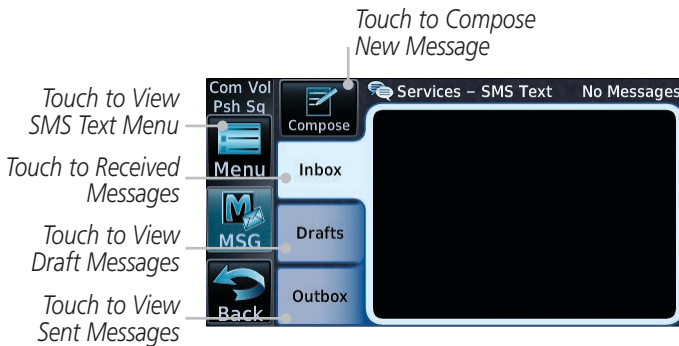 Touch to Compose
New Message
Touch to View
SMS Text Menu
Touch to Received
Messages
Touch to View
Draft Messages
Touch to View
Sent Messages
Com Vol
Psh Sq
Menu
MSG
Back
Compose
Inbox
Drafts
Outbox
Services – SMS Text No Messages